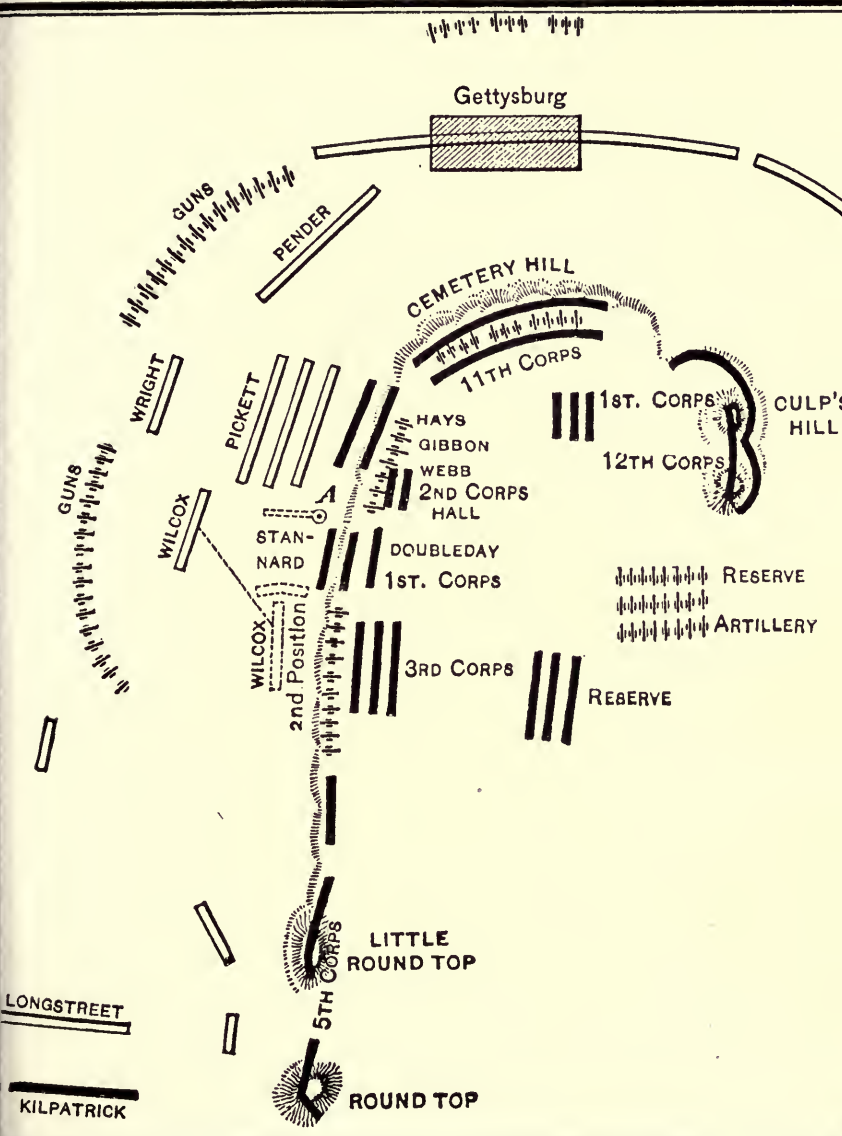 Gettysburg
GUNS
PENDER
CEMETERY HILL
11TH CORPS
WRIGHT
PICKETT
HAYS
GIBBON
WEBB
2ND CORPS
HALL
1ST. CORPS
CULP'S
HILL
12TH CORPS
GUNS
WILCOX
A
STAN-
NARD
DOUBLEDAY
1ST. CORPS
RESERVE
ARTILLERY
WILCOX
2nd Position
3RD CORPS
RESERVE
LITTLE
ROUND TOP
5TH CORPS
LONGSTREET
KILPATRICK
ROUND TOP